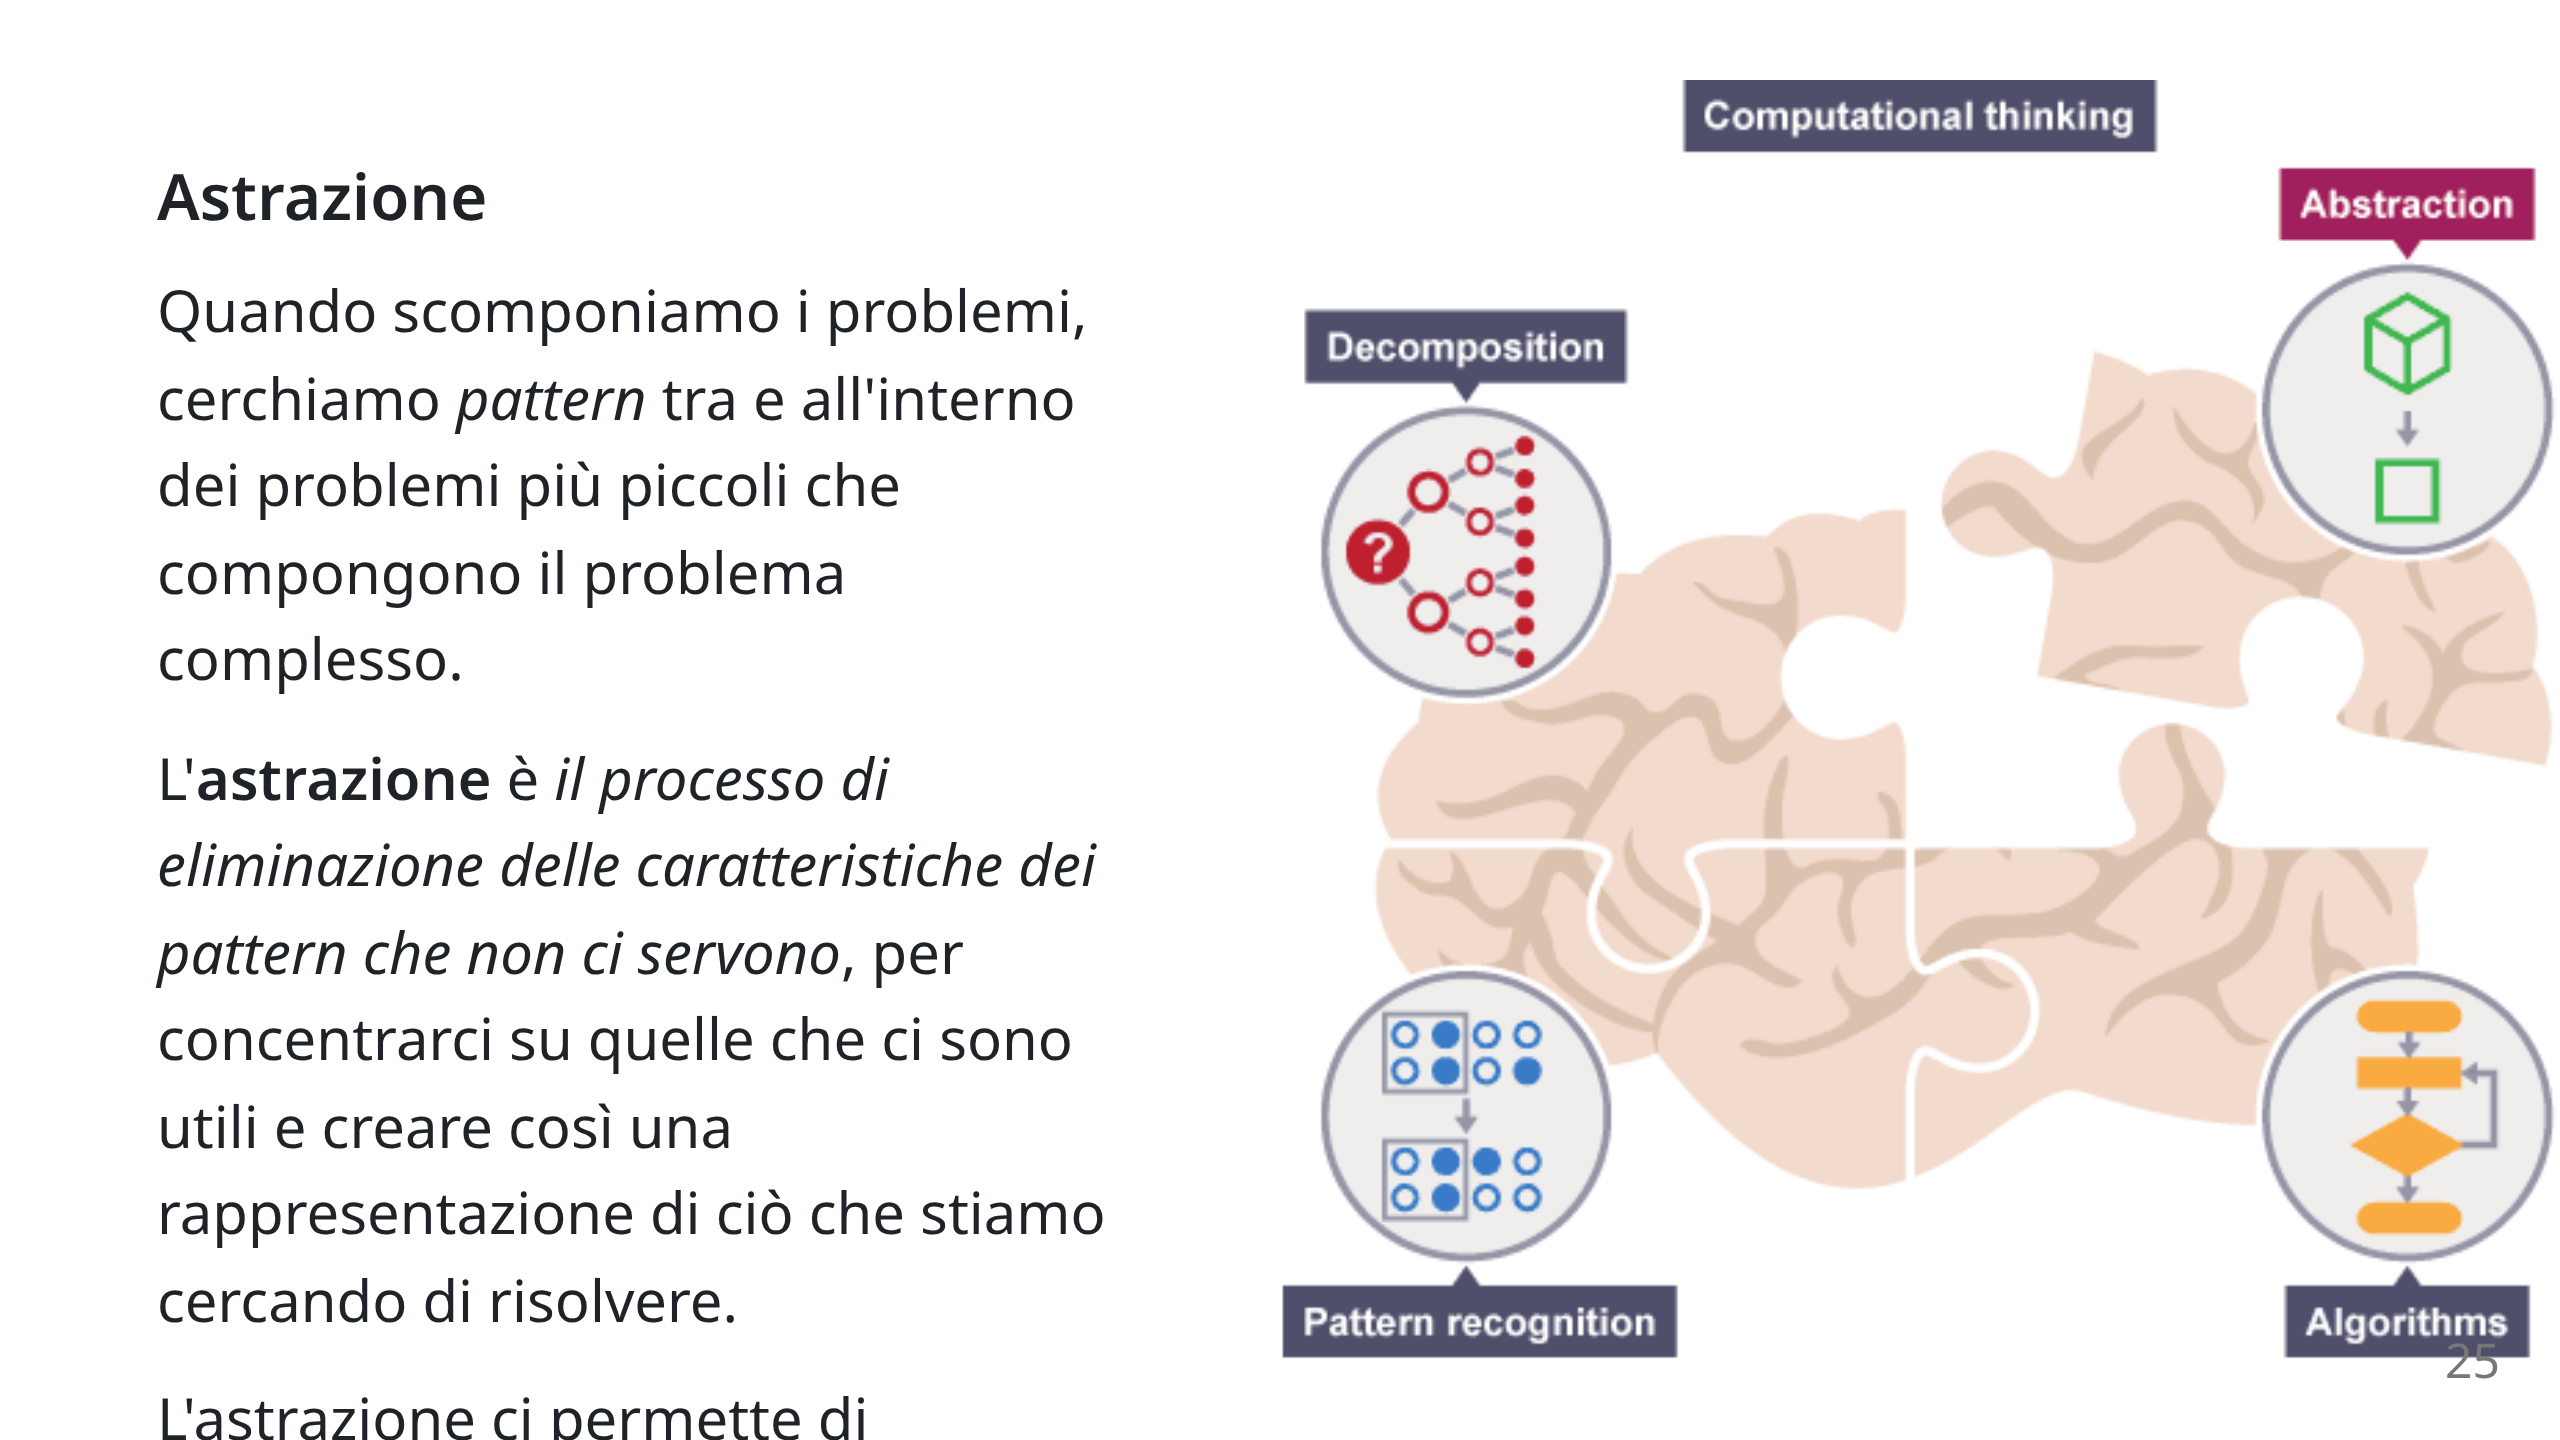 Astrazione
Quando scomponiamo i problemi,
cerchiamo pattern tra e all'interno
dei problemi più piccoli che
compongono il problema
complesso.
L'astrazione è il processo di
eliminazione delle caratteristiche dei
pattern che non ci servono, per
concentrarci su quelle che ci sono
utili e creare così una
rappresentazione di ciò che stiamo
cercando di risolvere.
L'astrazione ci permette di
Computational thinking
Abstraction
Decomposition
?
Pattern recognition
Algorithms
25